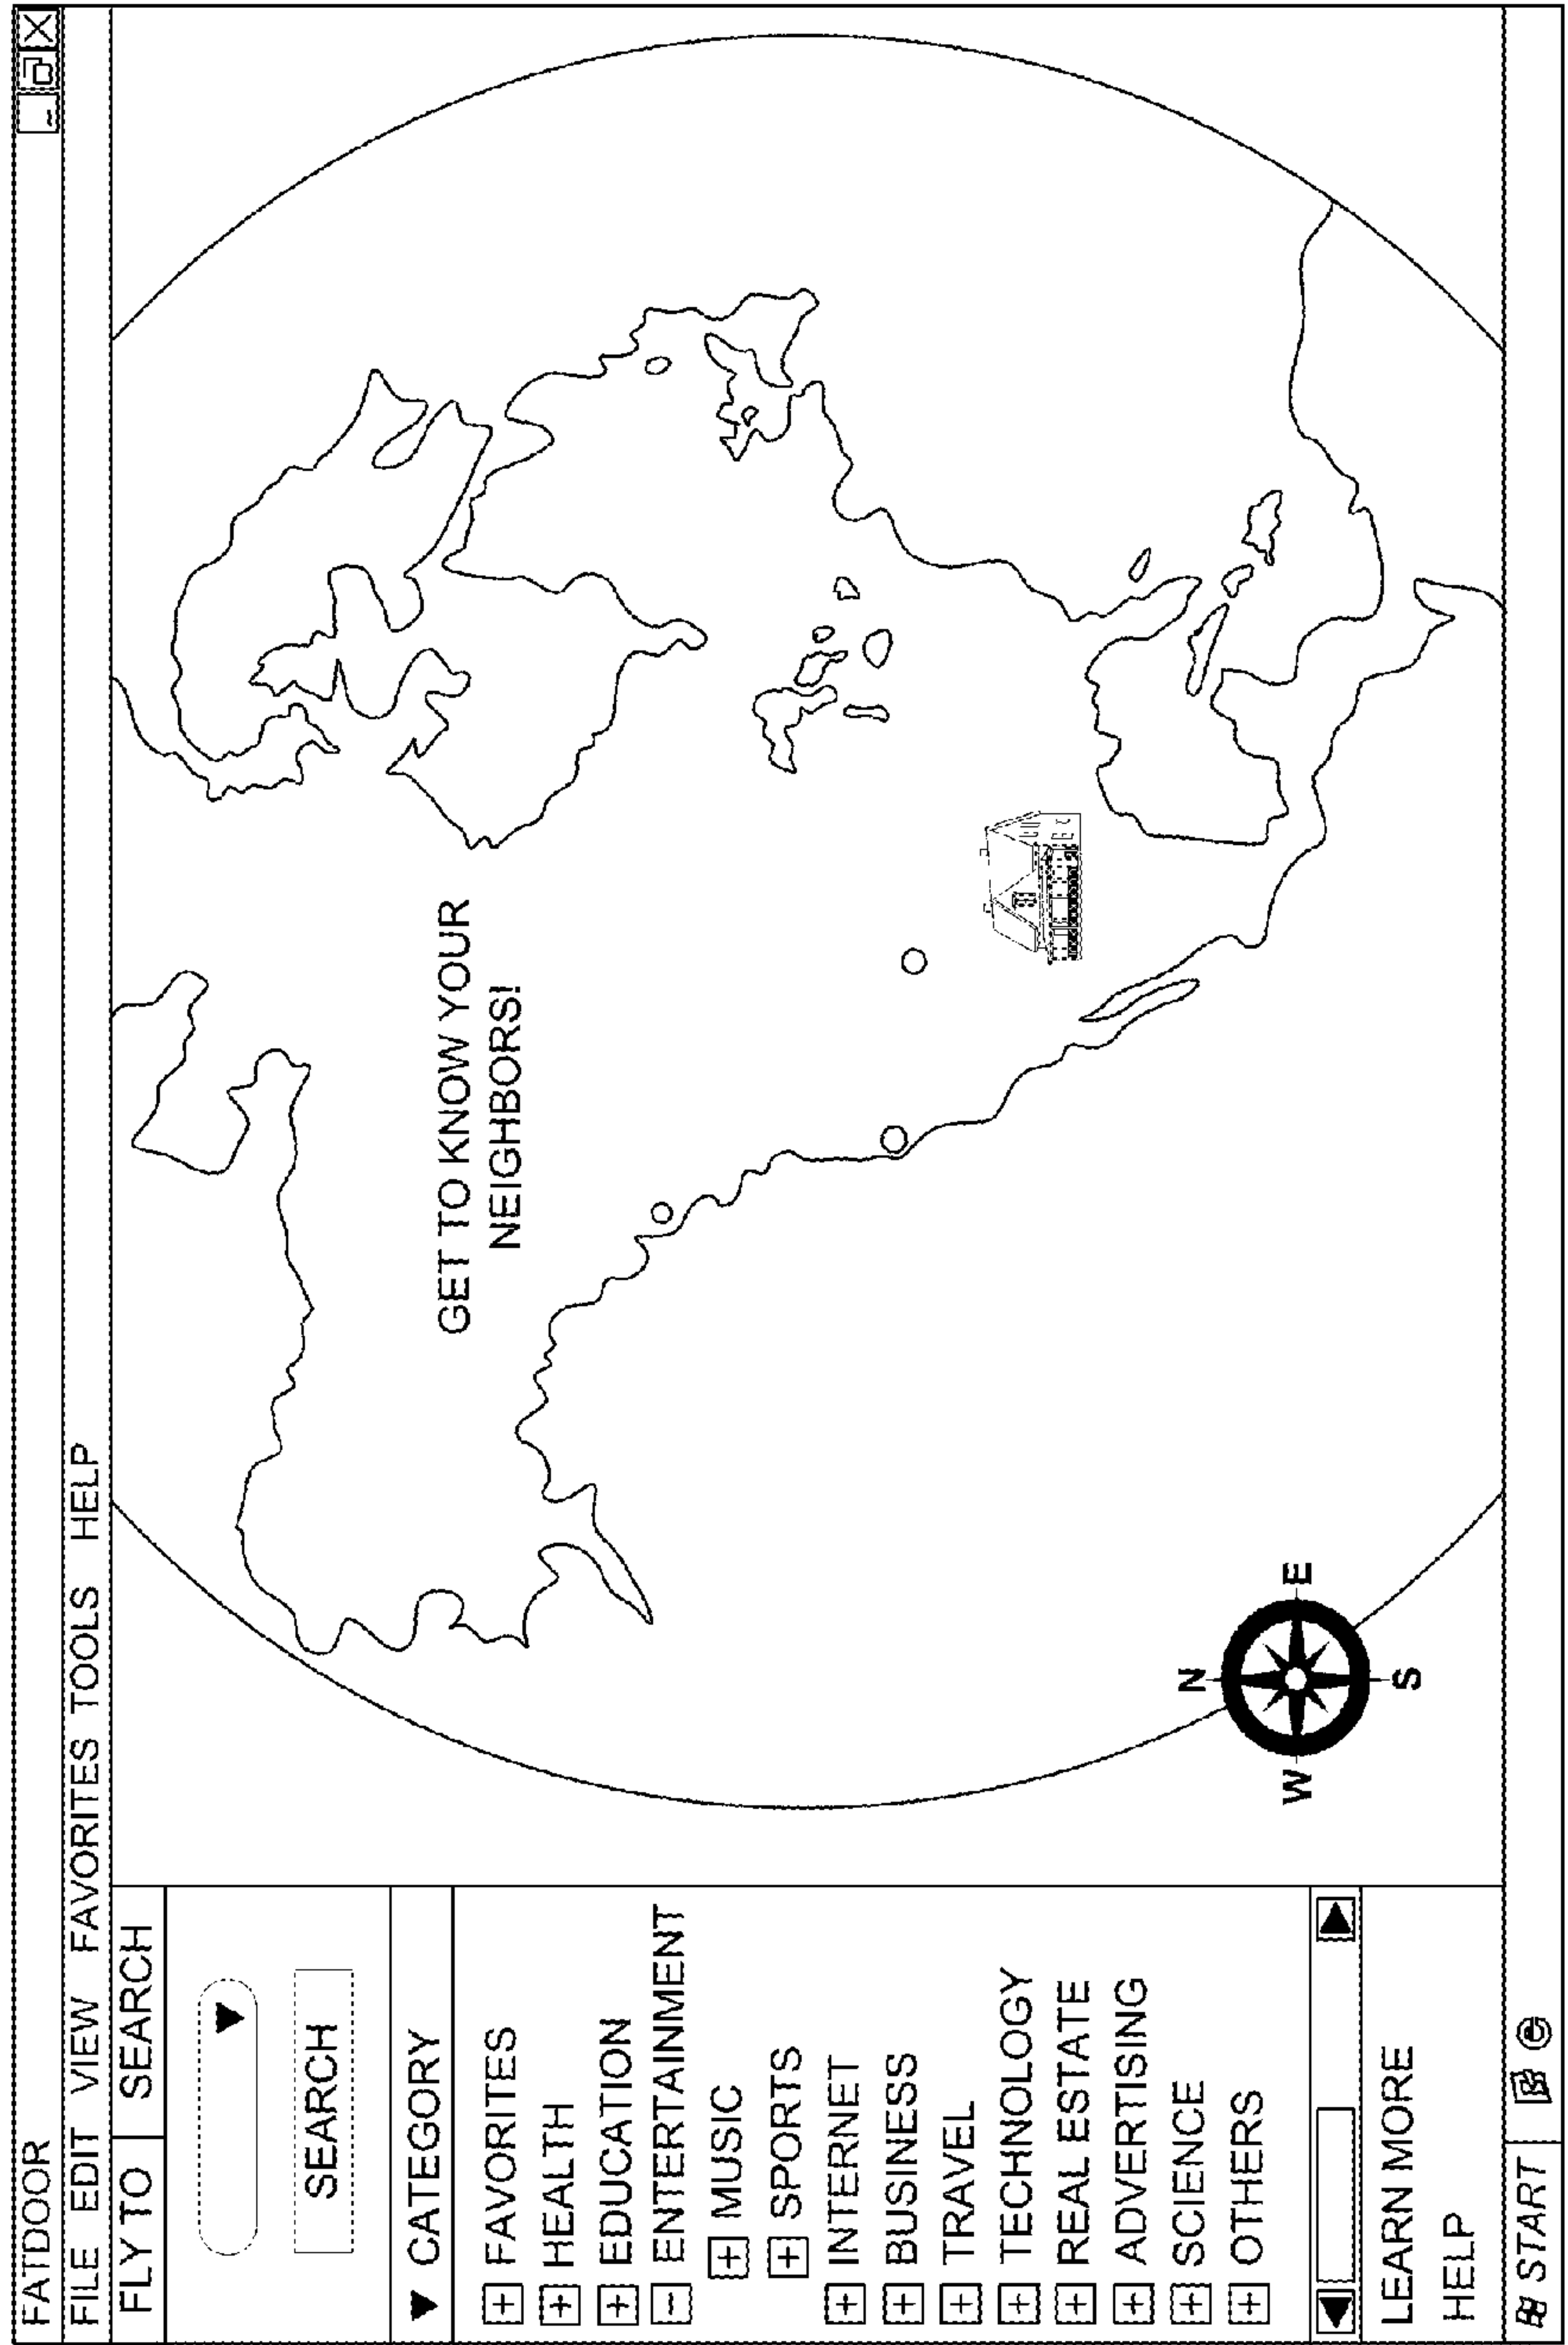 FATDOOR
FILE EDIT VIEW FAVORITES TOOLS HELP
FLY TO SEARCH
SEARCH
CATEGORY
FAVORITES
HEALTH
EDUCATION
ENTERTAINMENT
MUSIC
SPORTS
INTERNET
BUSINESS
TRAVEL
TECHNOLOGY
REAL ESTATE
ADVERTISING
SCIENCE
OTHERS
LEARN MORE
HELP
GET TO KNOW YOUR
NEIGHBORS!
N
W E
S
START e